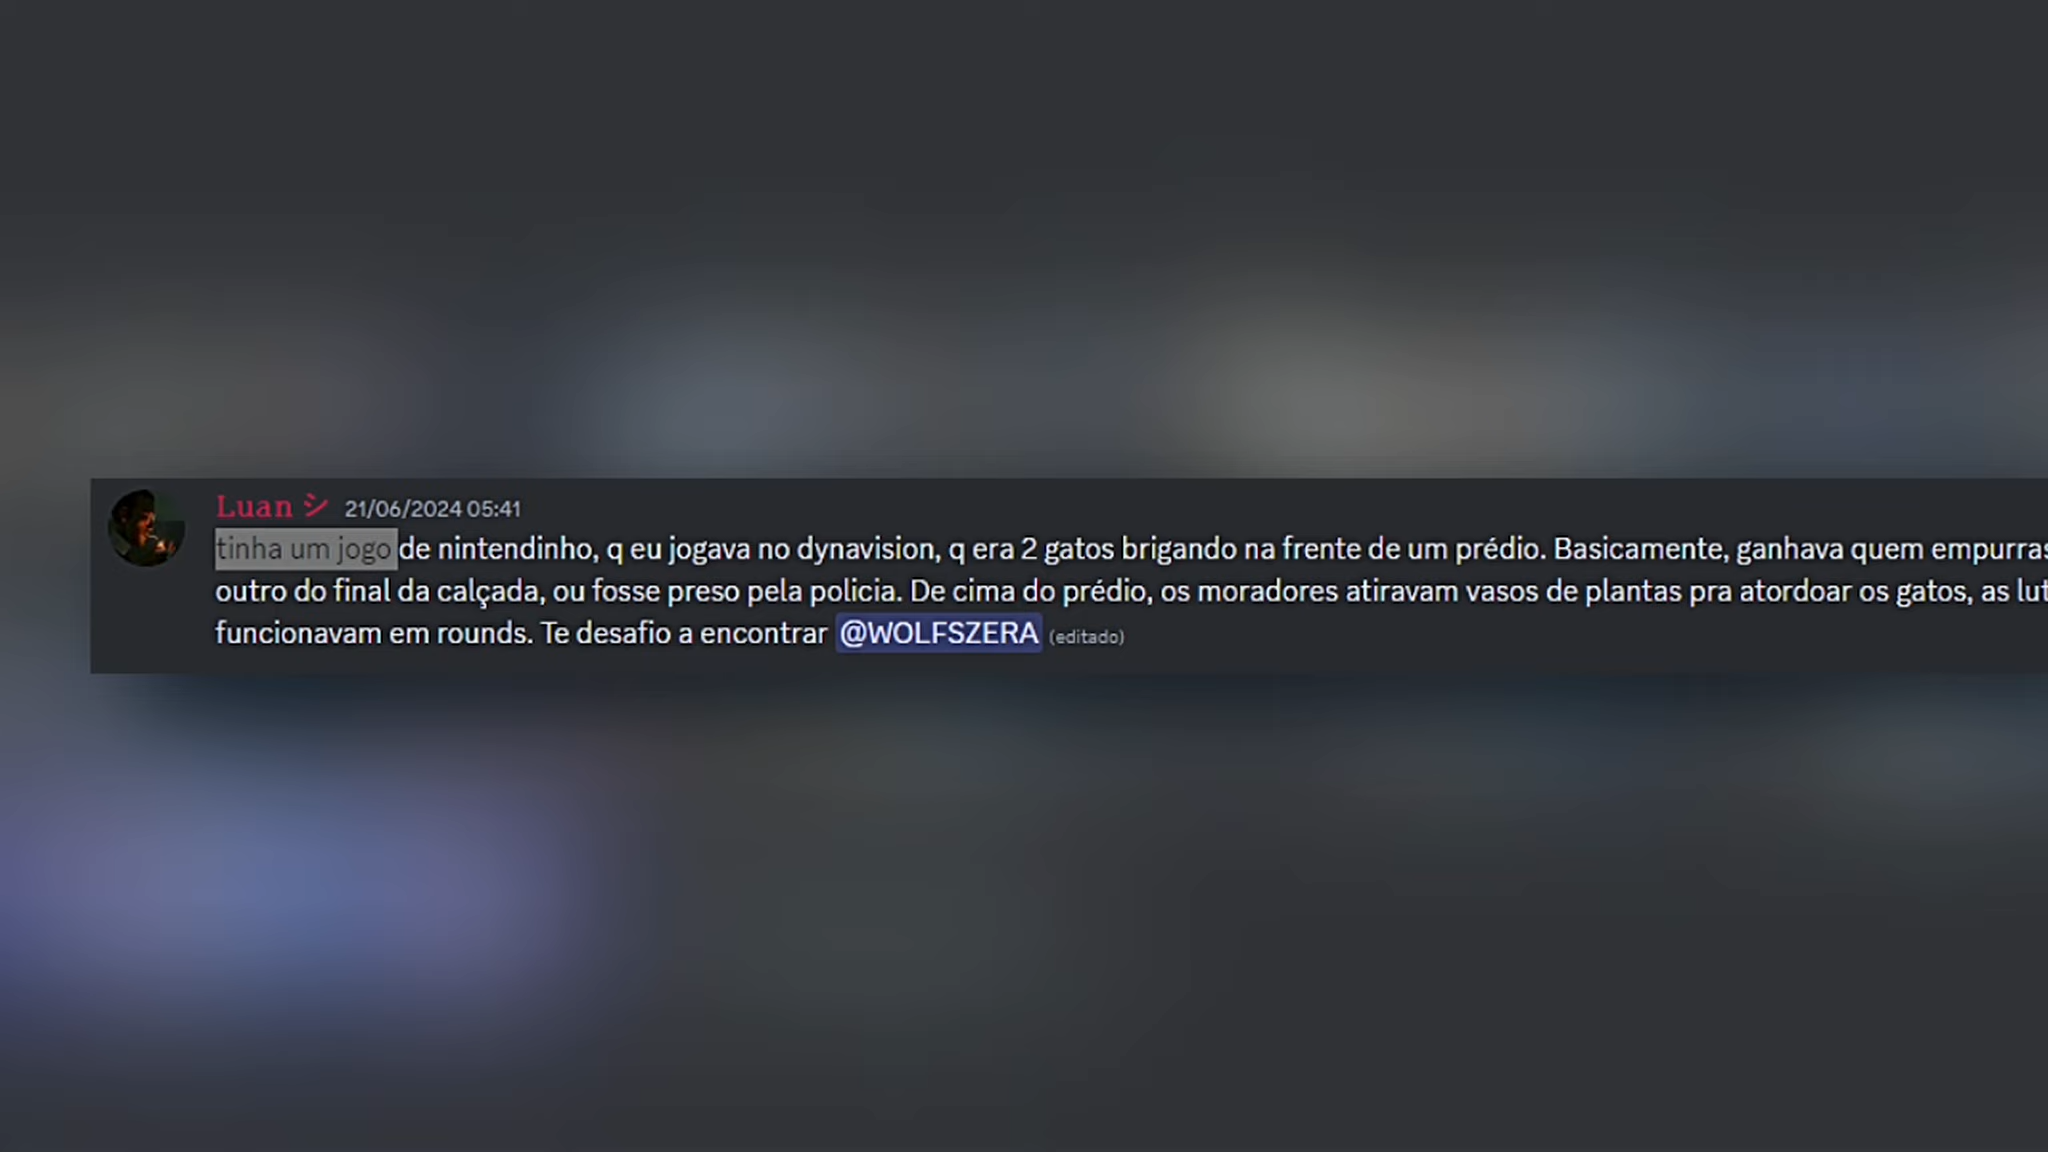 Luan シ 21/06/2024 05:41
tinha um jogo de nintendinho, q eu jogava no dynavision, q era 2 gatos brigando na frente de um prédio. Basicamente, ganhava quem
outro do final da calçada, ou fosse preso pela policia. De cima do prédio, os moradores atiravam vasos de plantas pra atordoar os gatos, as
funcionavam em rounds. Te desafio a encontrar @WOLFSZERA (editado)